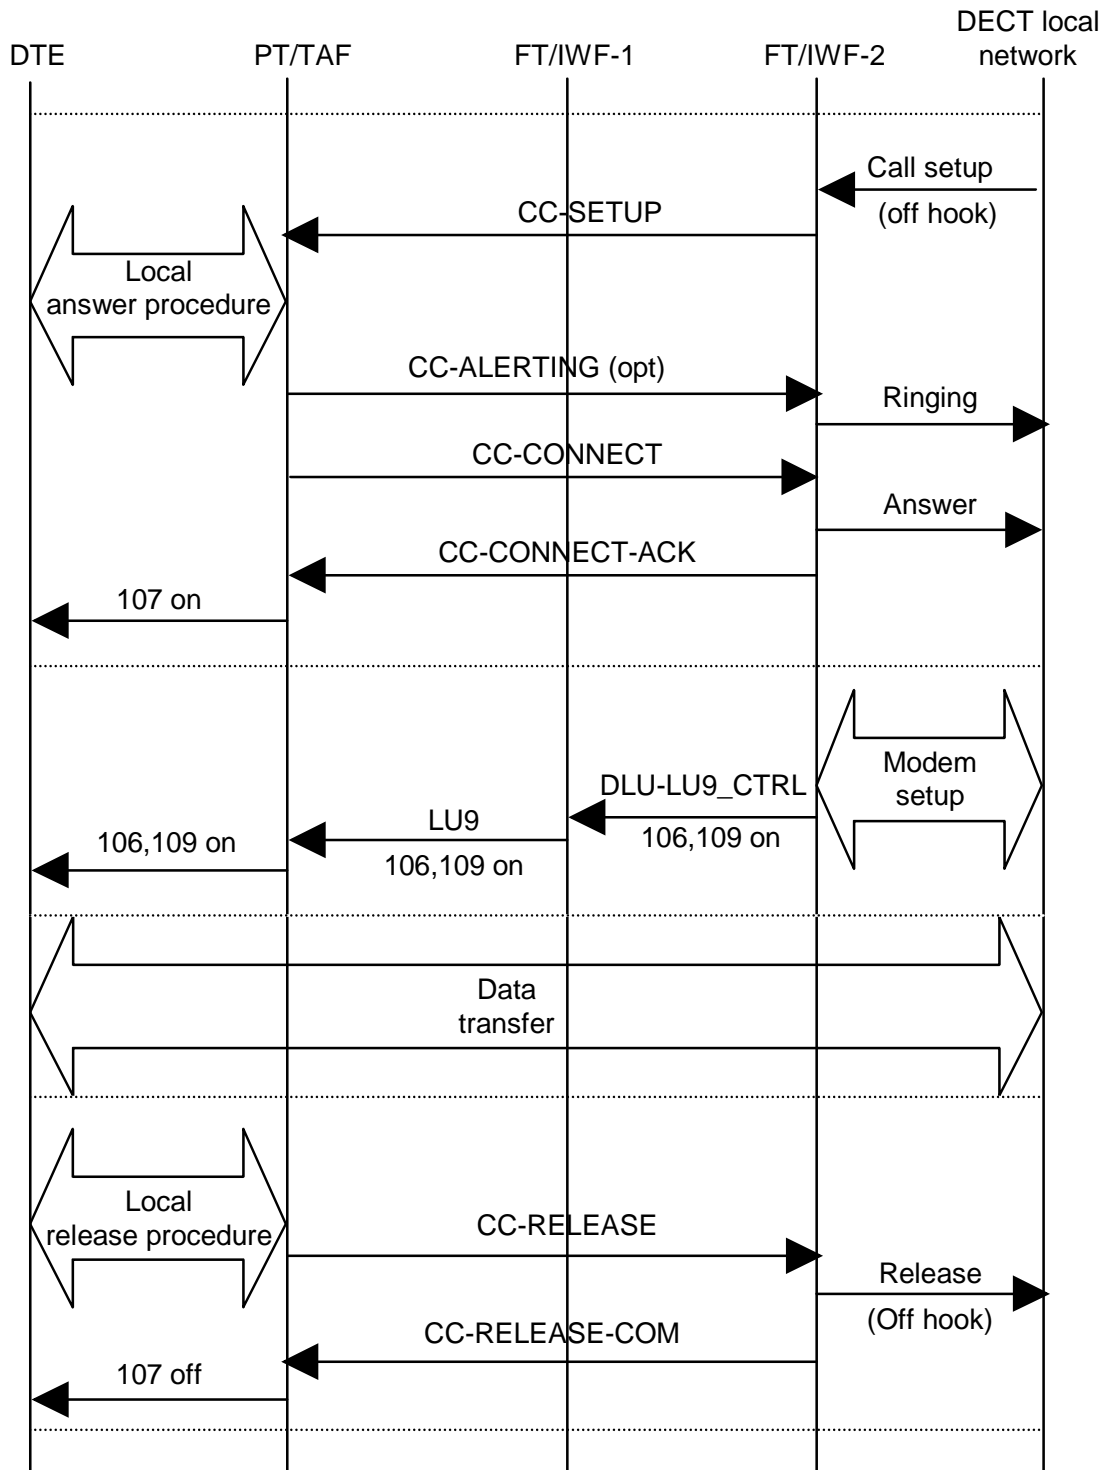 DTE
PT/TAF
FT/IWF-1
FT/IWF-2
DECT local
network
Call setup
(off hook)
CC-SETUP
Local
answer procedure
CC-ALERTING (opt)
Ringing
CC-CONNECT
Answer
CC-CONNECT-ACK
107 on
Modem
setup
DLU-LU9_CTRL
106,109 on
LU9
106,109 on
106,109 on
Data
transfer
Local
release procedure
CC-RELEASE
Release
(Off hook)
CC-RELEASE-COM
107 off